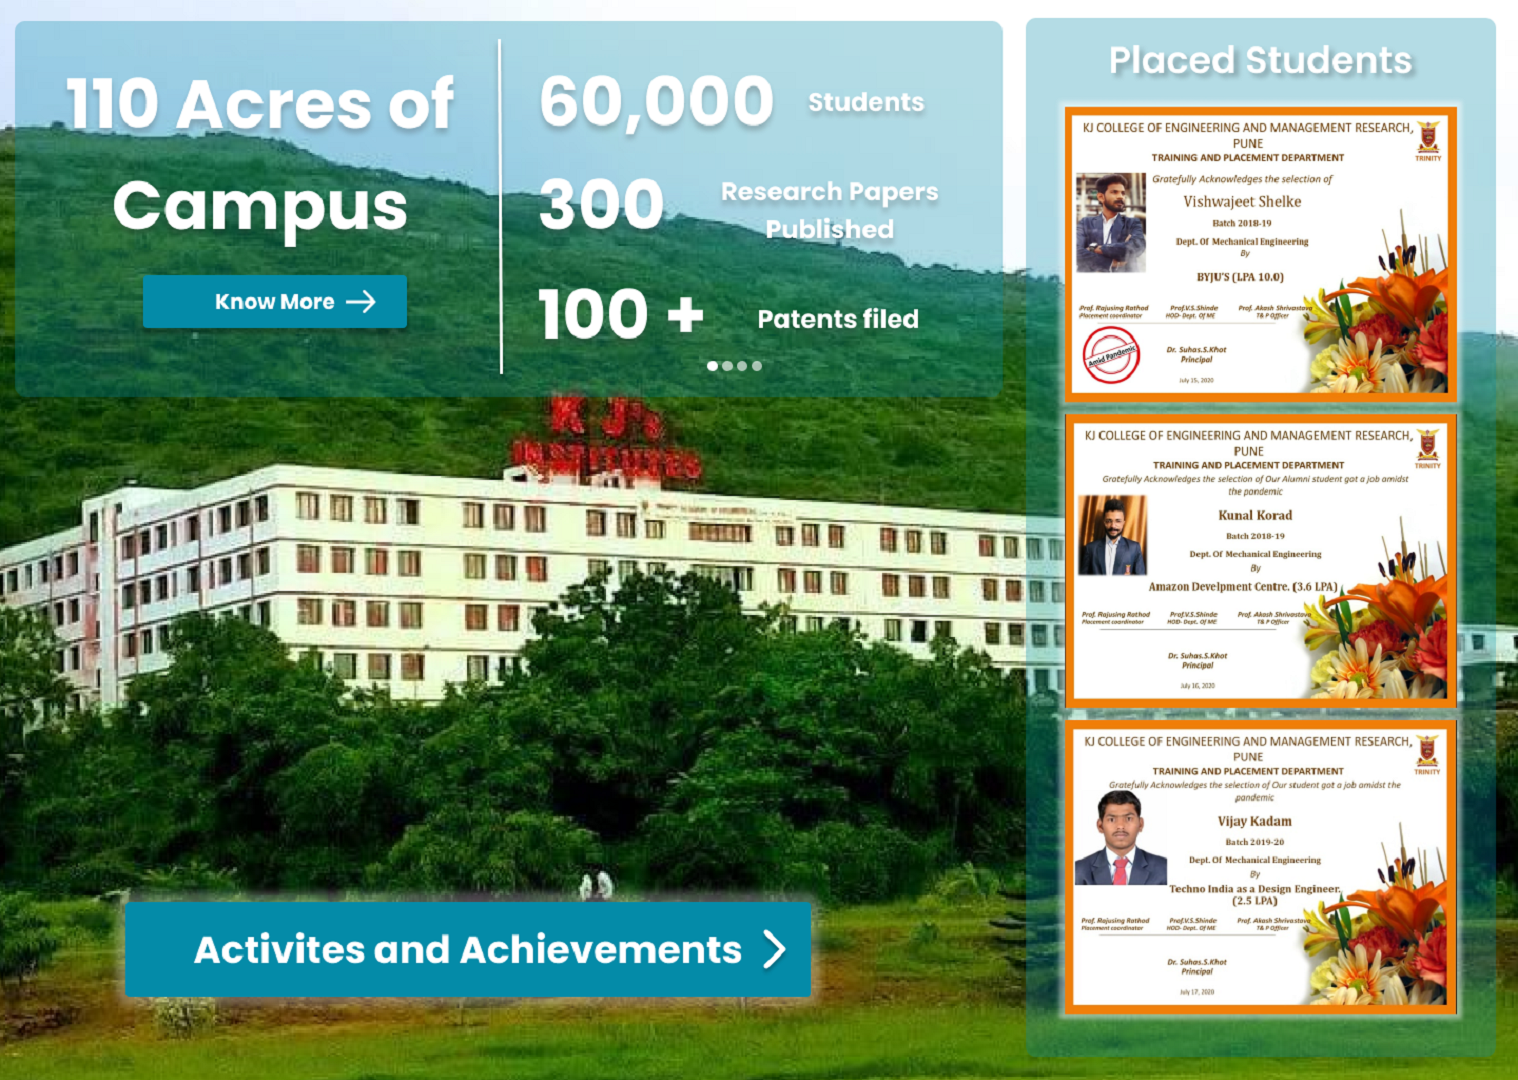 110 Acres of
Campus
Know More
60,000 Students
300 Research Papers
Published
100 + Patents filed
K J's
Activites and Achievements
Placed Students
KJ COLLEGE OF ENGINEERING AND MANAGEMENT RESEARCH,
PUNE
TRINITY
TRAINING AND PLACEMENT DEPARTMENT
Gratefully Acknowledges the selection of
Vishwajeet Shelke
Batch 2018-19
Dept. Of Mechanical Engineering
By
BYJU'S (LPA 10.0)
Prof. Rajusing Rathod Prof.V.S.Shinde Prof. Akash Shrivastava
Placement coordinator HOD- Dept. Of ME T& P Officer
Amid Pandemic
Dr. Suhas.S.Khot
Principal
July 15, 2020
KJ COLLEGE OF ENGINEERING AND MANAGEMENT RESEARCH,
PUNE
TRINITY
TRAINING AND PLACEMENT DEPARTMENT
Gratefully Acknowledges the selection of Our Alumni student got a job amidst
the pandemic
Kunal Korad
Batch 2018-19
Dept. Of Mechanical Engineering
By
Amazon Develpment Centre. (3.6 LPA)
Prof. Rajusing Rathod Prof.V.S.Shinde Prof. Akash Shrivastava
Placement coordinator HOD- Dept. Of ME T& P Officer
Dr. Suhas.S.Khot
Principal
July 16, 2020
KJ COLLEGE OF ENGINEERING AND MANAGEMENT RESEARCH,
PUNE
TRINITY
TRAINING AND PLACEMENT DEPARTMENT
Gratefully Acknowledges the selection of Our student got a job amidst the
pandemic
Vijay Kadam
Batch 2019-20
Dept. Of Mechanical Engineering
By
Techno India as a Design Engineer.
(2.5 LPA)
Prof. Rajusing Rathod Prof.V.S.Shinde Prof. Akash Shrivastava
Placement coordinator HOD- Dept. Of ME T& P Officer
Dr. Suhas.S.Khot
Principal
July 17, 2020